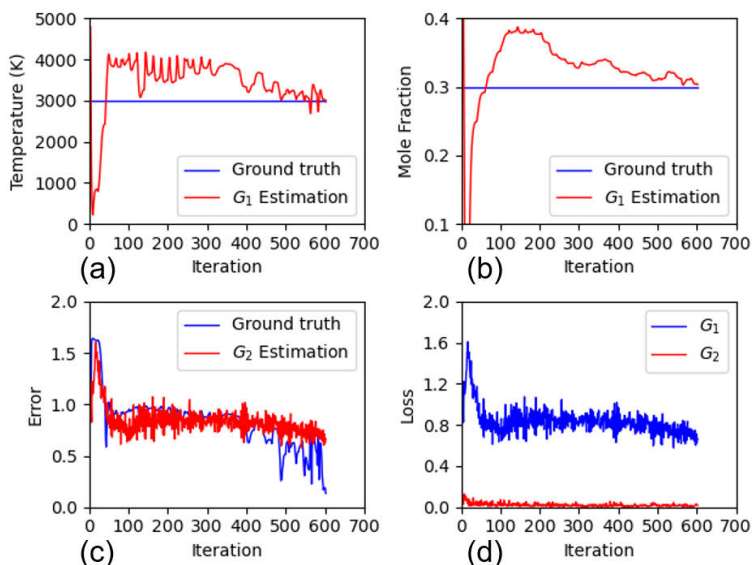 5000
4000
3000
2000
1000
0
Temperature (K)
Ground truth
G₁ Estimation
0 100 200 300 400 500 600 700
Iteration
(a)
0.4
0.3
0.2
0.1
Mole Fraction
Ground truth
G₁ Estimation
0 100 200 300 400 500 600 700
Iteration
(b)
2.0
1.5
1.0
0.5
0.0
Error
Ground truth
G₂ Estimation
0 100 200 300 400 500 600 700
Iteration
(c)
2.0
1.6
1.2
0.8
0.4
0.0
Loss
G₁
G₂
0 100 200 300 400 500 600 700
Iteration
(d)